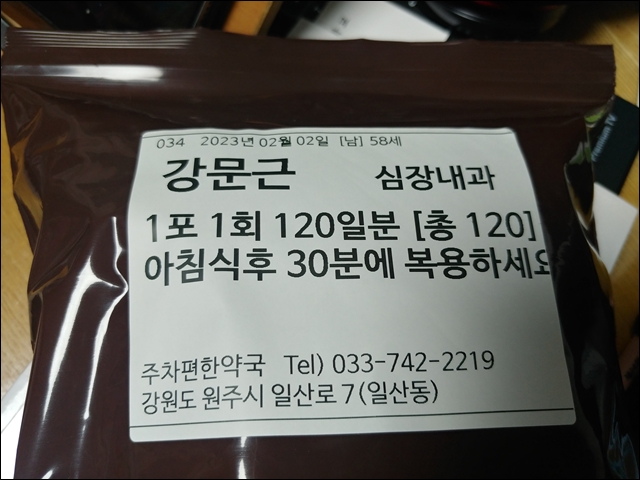 034 2023년 02월 02일 [남] 58세
강문근 심장내과
1포 1회 120일분 [총 120]
아침식후 30분에 복용하세요
주차편한약국 Tel) 033-742-2219
강원도 원주시 일산로 7 (일산동)
Premium TV